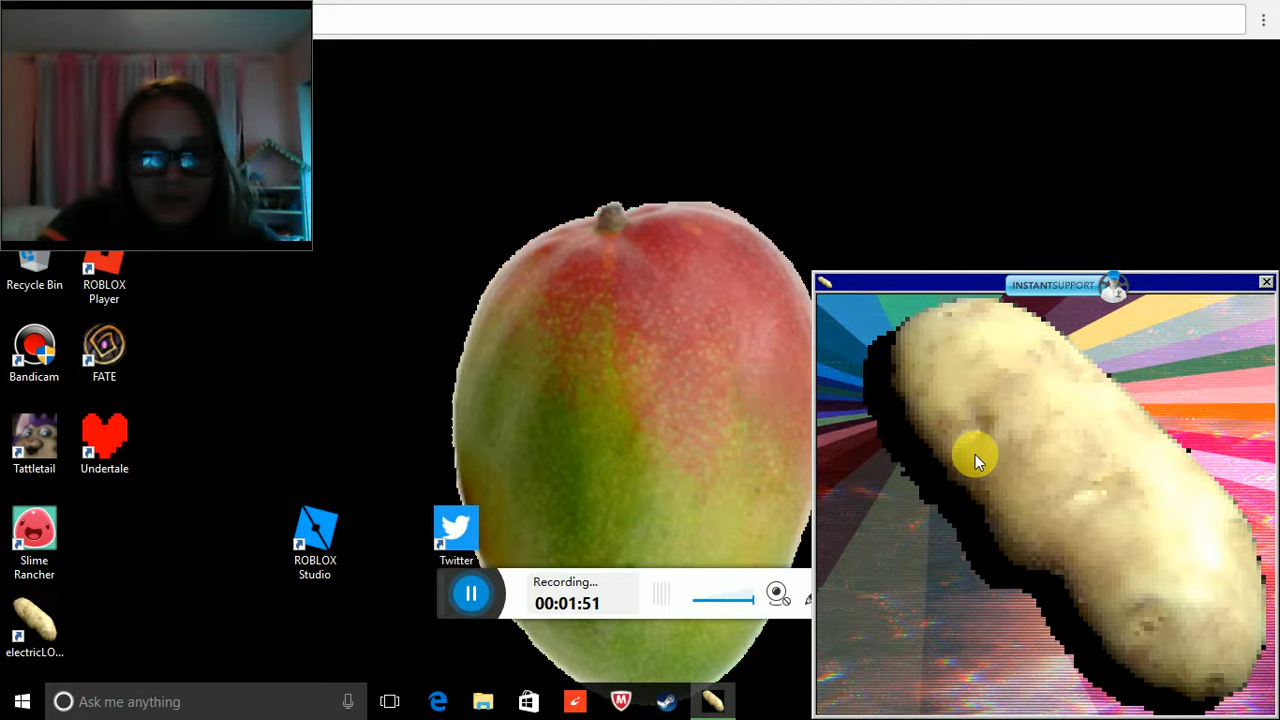 INSTANTSUPPORT
Recycle Bin
ROBLOX
Player
Bandicam
FATE
Tattletail
Undertale
Slime
Rancher
ROBLOX
Studio
Twitter
Recording...
00:01:51
electricLO...
Ask me anything